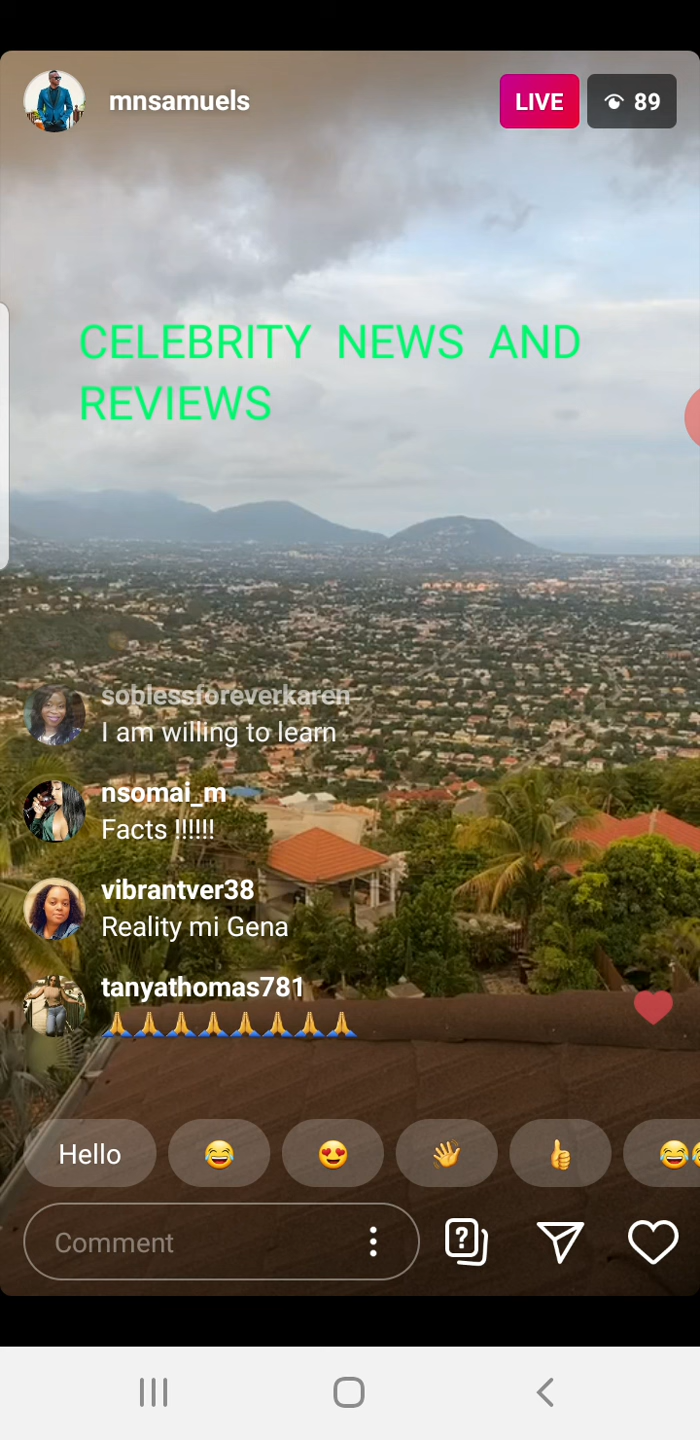 mnsamuels
LIVE
89
CELEBRITY NEWS AND
REVIEWS
soblessforeverkaren
I am willing to learn
nsomai_m
Facts !!!!!!
vibrantver38
Reality mi Gena
tanyathomas781
🙏🙏🙏🙏🙏🙏🙏🙏
Hello 😂 😍 👋 👍 😂
Comment
?